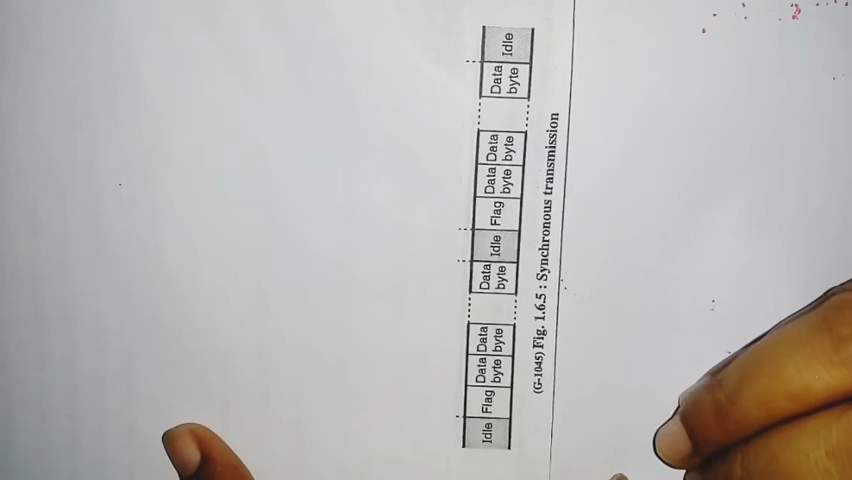 Idle Flag Data byte Data byte Data byte Idle Flag Data byte Data byte Data byte Idle
(G-1045) Fig. 1.6.5 : Synchronous transmission